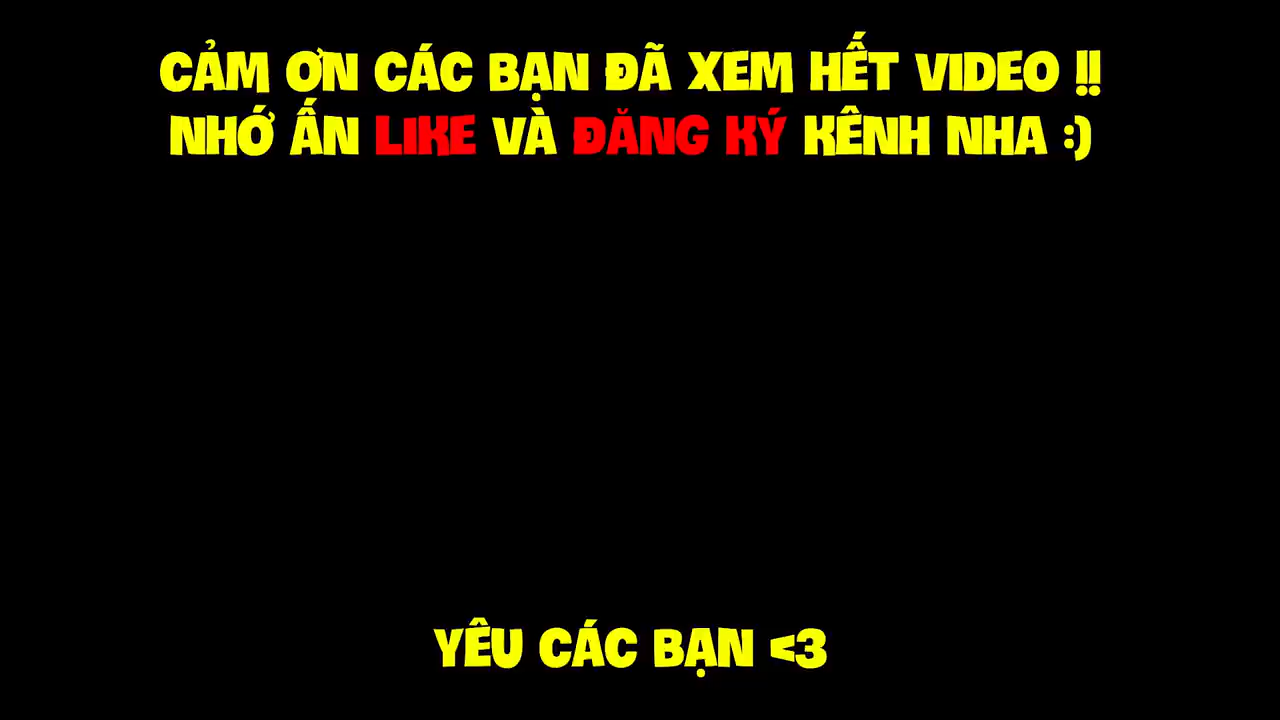 CẢM ƠN CÁC BẠN ĐÃ XEM HẾT VIDEO !!
NHỚ ẤN LIKE VÀ ĐĂNG KÝ KÊNH NHA :)
YÊU CÁC BẠN <3